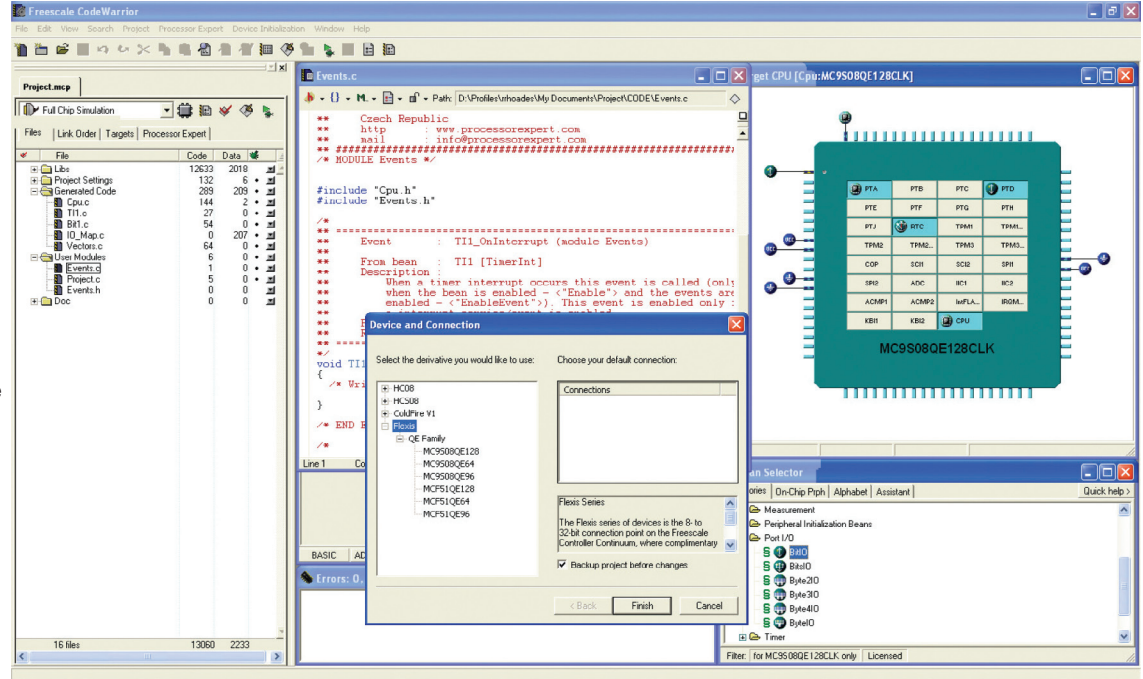 Freescale CodeWarrior
File Edit View Search Project Processor Expert Device Initialization Window Help
Project.mcp
Full Chip Simulation
Files Link Order Targets Processor Expert
File Code Data
Libs 12633 2018
Project Settings 132 6
Generated Code 289 209
Cpu.c 144 2
TI1.c 27 0
Bit1.c 54 0
IO_Map.c 0 207
Vectors.c 64 0
User Modules 6 0
Events.c 1 0
Project.c 5 0
Events.h 0 0
Doc 0 0
16 files 13060 2233
Events.c
Path: D:\Profiles\rrhoades\My Documents\Project\CODE\Events.c
** Czech Republic
** http : www.processorexpert.com
** mail : info@processorexpert.com
/* MODULE Events */
#include "Cpu.h"
#include "Events.h"
/*
** Event : TI1_OnInterrupt (module Events)
**
** From bean : TI1 [TimerInt]
** Description :
** When a timer interrupt occurs this event is called (only
** when the bean is enabled - <"Enable"> and the events are
** enabled - <"EnableEvent">). This event is enabled only
*/
void TI1
{
/* Wri
}
/* END E
/*
Line 1 Co
BASIC AD
Errors: 0,
Device and Connection
Select the derivative you would like to use:
HC08
HCS08
ColdFire V1
Flexis
QE Family
MC9S08QE128
MC9S08QE64
MC9S08QE96
MCF51QE128
MCF51QE64
MCF51QE96
Choose your default connection:
Connections
Flexis Series
The Flexis series of devices is the 8- to
32-bit connection point on the Freescale
Controller Continuum, where complimentary
Backup project before changes
< Back Finish Cancel
get CPU [Cpu:MC9S08QE128CLK]
PTA PTB PTC PTD
PTE PTF PTG PTH
PTJ RTC TPM1 TPM1...
TPM2 TPM2... TPM3 TPM3...
COP SCI1 SCI2 SPI1
SPI2 ADC IIC1 IIC2
ACMP1 ACMP2 IntFLA... IRQM...
KBI1 KBI2 CPU
MC9S08QE128CLK
an Selector
ories On-Chip Prph Alphabet Assistant Quick help >
Measurement
Peripheral Initialization Beans
Port I/O
BitIO
BitsIO
Byte2IO
Byte3IO
Byte4IO
ByteIO
Timer
Filter: for MC9S08QE128CLK only Licensed